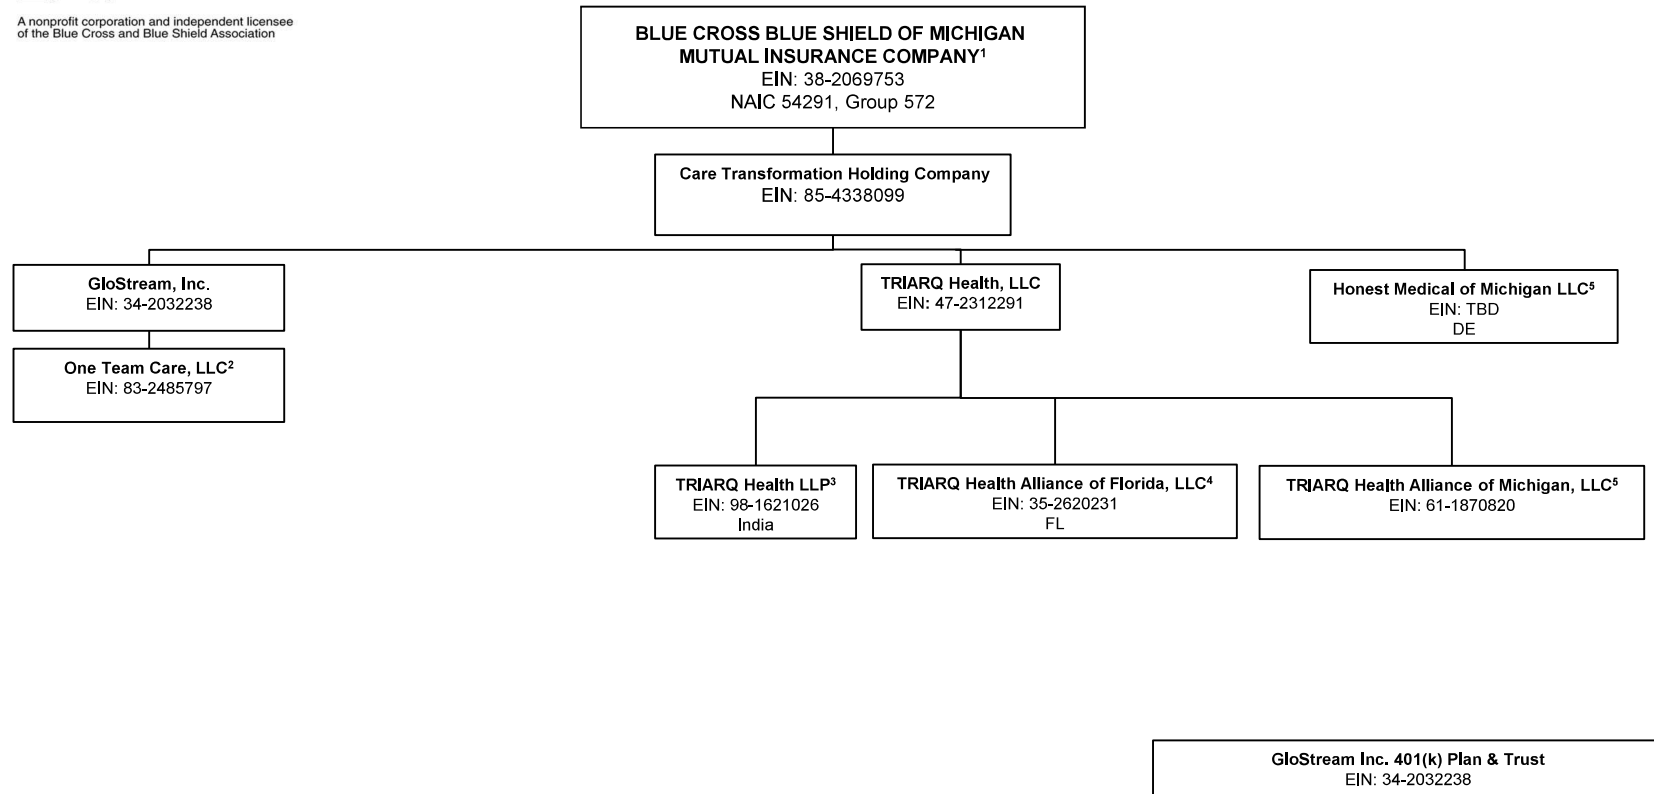 A nonprofit corporation and independent licensee
of the Blue Cross and Blue Shield Association
BLUE CROSS BLUE SHIELD OF MICHIGAN
MUTUAL INSURANCE COMPANY¹
EIN: 38-2069753
NAIC 54291, Group 572
Care Transformation Holding Company
EIN: 85-4338099
GloStream, Inc.
EIN: 34-2032238
TRIARQ Health, LLC
EIN: 47-2312291
Honest Medical of Michigan LLC⁵
EIN: TBD
DE
One Team Care, LLC²
EIN: 83-2485797
TRIARQ Health LLP³
EIN: 98-1621026
India
TRIARQ Health Alliance of Florida, LLC⁴
EIN: 35-2620231
FL
TRIARQ Health Alliance of Michigan, LLC⁵
EIN: 61-1870820
GloStream Inc. 401(k) Plan & Trust
EIN: 34-2032238